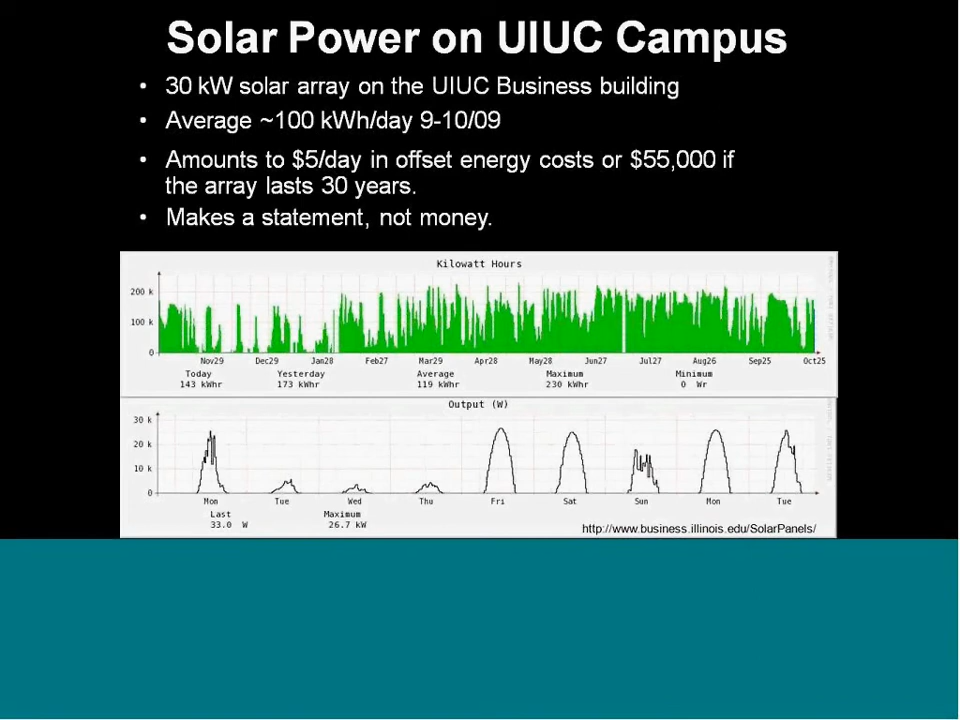 Solar Power on UIUC Campus
• 30 kW solar array on the UIUC Business building
• Average ~100 kWh/day 9-10/09
• Amounts to $5/day in offset energy costs or $55,000 if
the array lasts 30 years.
• Makes a statement, not money.
Kilowatt Hours
200 k
100 k
0
Nov29 Dec29 Jan28 Feb27 Mar29 Apr28 May28 Jun27 Jul27 Aug26 Sep25 Oct25
Today Yesterday Average Maximum Minimum
143 kWhr 173 kWhr 119 kWhr 230 kWhr 0 Wr
Output (W)
30 k
20 k
10 k
0
Mon Tue Wed Thu Fri Sat Sun Mon Tue
Last Maximum
33.0 W 26.7 kW
http://www.business.illinois.edu/SolarPanels/